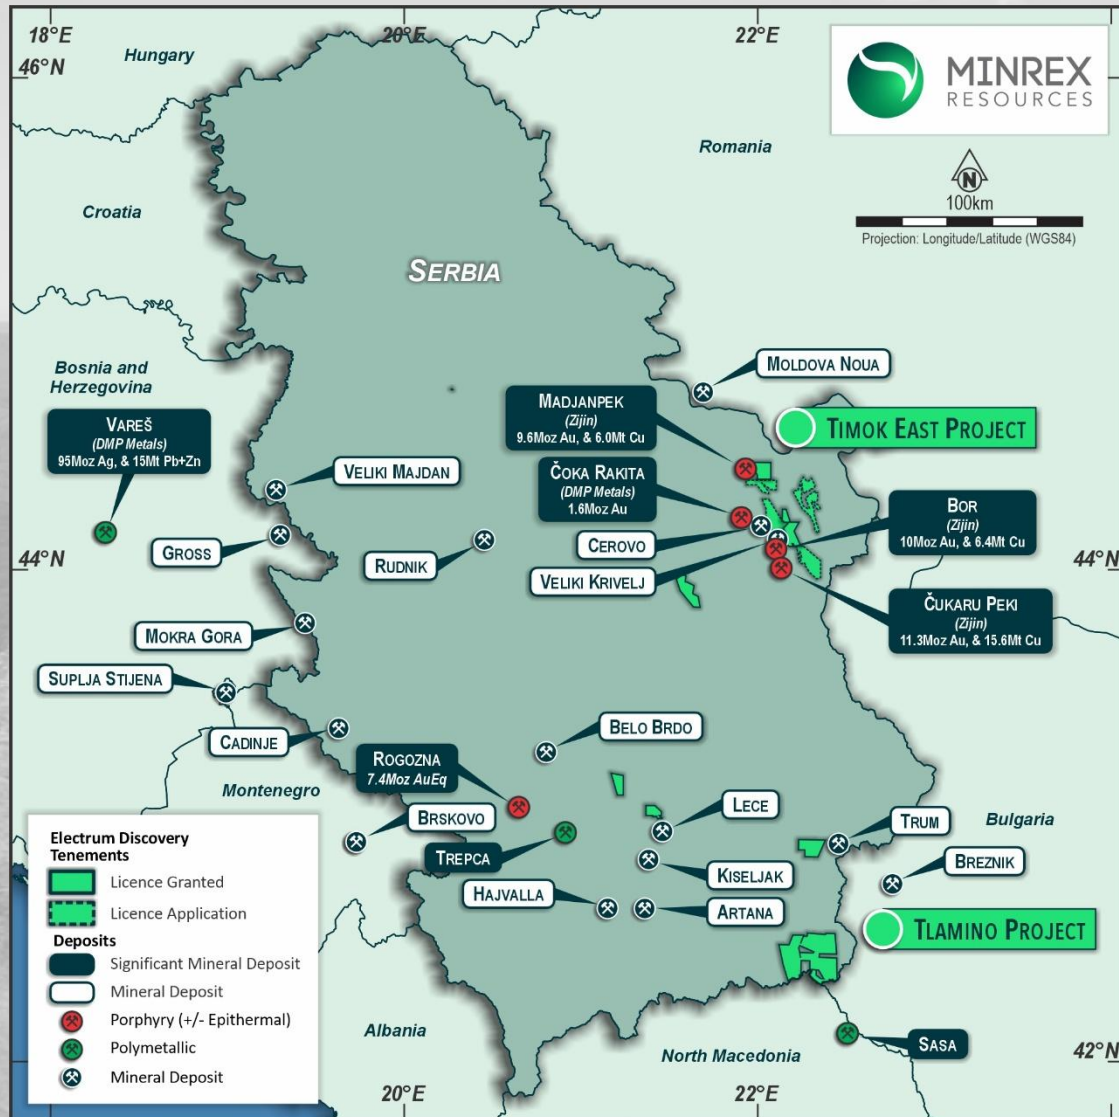 18°E
20°E
22°E
46°N
Hungary
MINREX
RESOURCES
Romania
N
100km
Projection: Longitude/Latitude (WGS84)
Croatia
SERBIA
Bosnia and
Herzegovina
VAREŠ
(DMP Metals)
95Moz Ag, & 15Mt Pb+Zn
MOLDOVA NOUA
MADJANPEK
(Zijin)
9.6Moz Au, & 6.0Mt Cu
TIMOK EAST PROJECT
VELIKI MAJDAN
ČOKA RAKITA
(DMP Metals)
1.6Moz Au
BOR
(Zijin)
10Moz Au, & 6.4Mt Cu
GROSS
RUDNIK
CEROVO
VELIKI KRIVELJ
44°N
44°N
ČUKARU PEKI
(Zijin)
11.3Moz Au, & 15.6Mt Cu
MOKRA GORA
SUPLJA STIJENA
CADINJE
BELO BRDO
ROGOZNA
7.4Moz AuEq
Montenegro
BRSKOVO
LECE
TRUM
Bulgaria
TREPCA
KISELJAK
BREZNIK
HAJVALLA
ARTANA
TLAMINO PROJECT
Electrum Discovery
Tenements
Licence Granted
Licence Application
Deposits
Significant Mineral Deposit
Mineral Deposit
Porphyry (+/- Epithermal)
Polymetallic
Mineral Deposit
Albania
North Macedonia
SASA
42°N
20°E
22°E